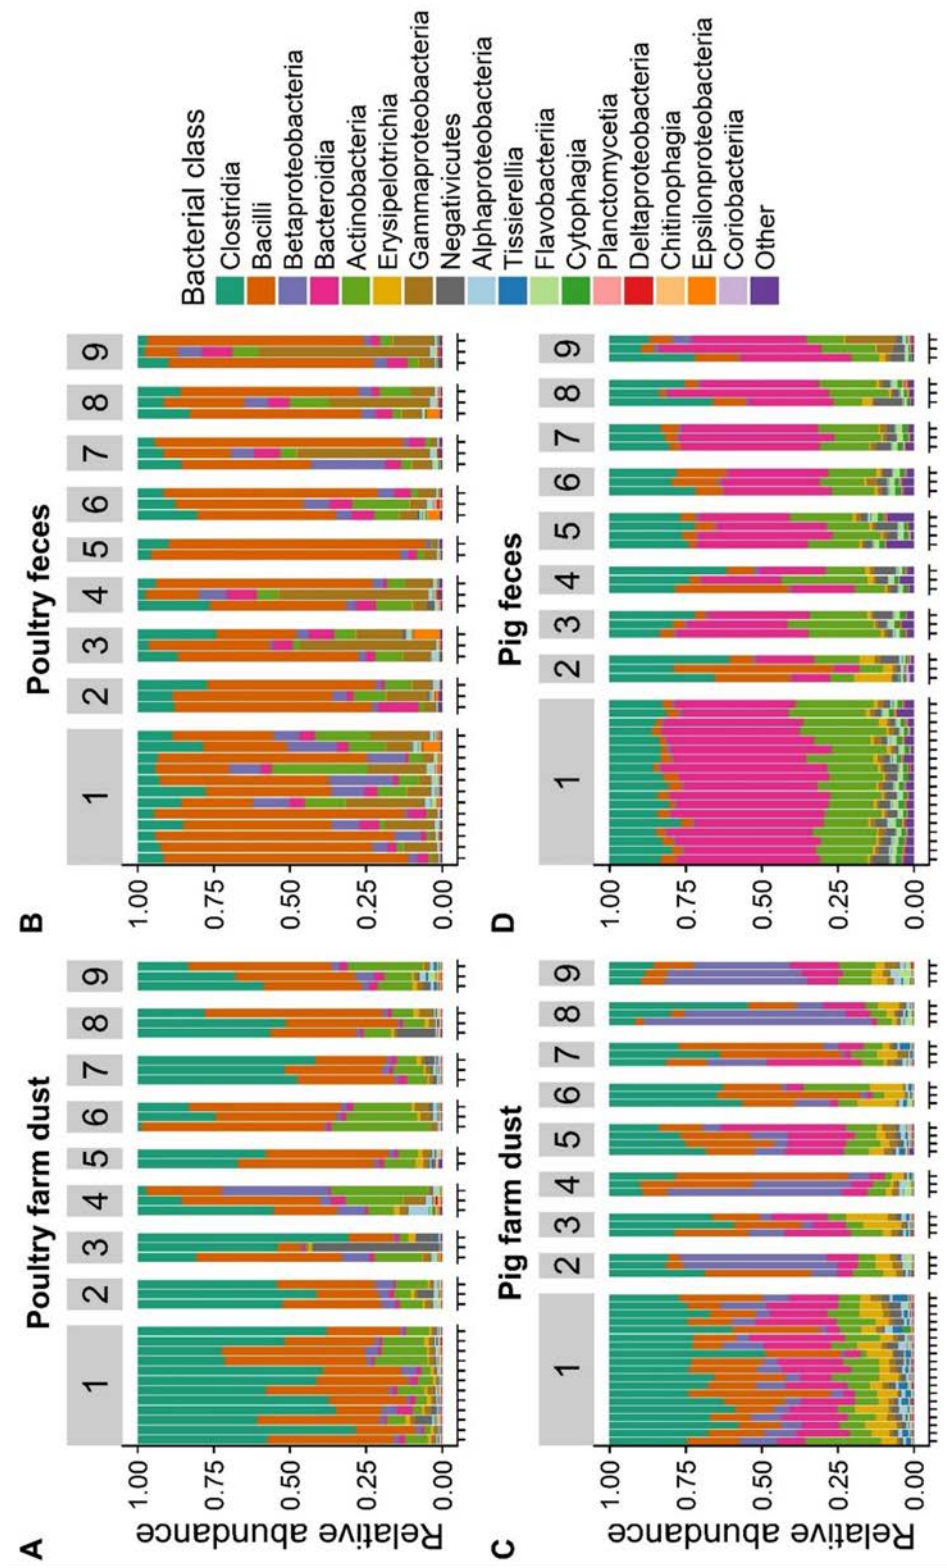 A
Poultry farm dust
1 2 3 4 5 6 7 8 9
Relative abundance
1.00
0.75
0.50
0.25
0.00
B
Poultry feces
1 2 3 4 5 6 7 8 9
1.00
0.75
0.50
0.25
0.00
C
Pig farm dust
1 2 3 4 5 6 7 8 9
Relative abundance
1.00
0.75
0.50
0.25
0.00
D
Pig feces
1 2 3 4 5 6 7 8 9
1.00
0.75
0.50
0.25
0.00
Bacterial class
Clostridia
Bacilli
Betaproteobacteria
Bacteroidia
Actinobacteria
Erysipelotrichia
Gammaproteobacteria
Negativicutes
Alphaproteobacteria
Tissierellia
Flavobacteriia
Cytophagia
Planctomycetia
Deltaproteobacteria
Chitinophagia
Epsilonproteobacteria
Coriobacteriia
Other